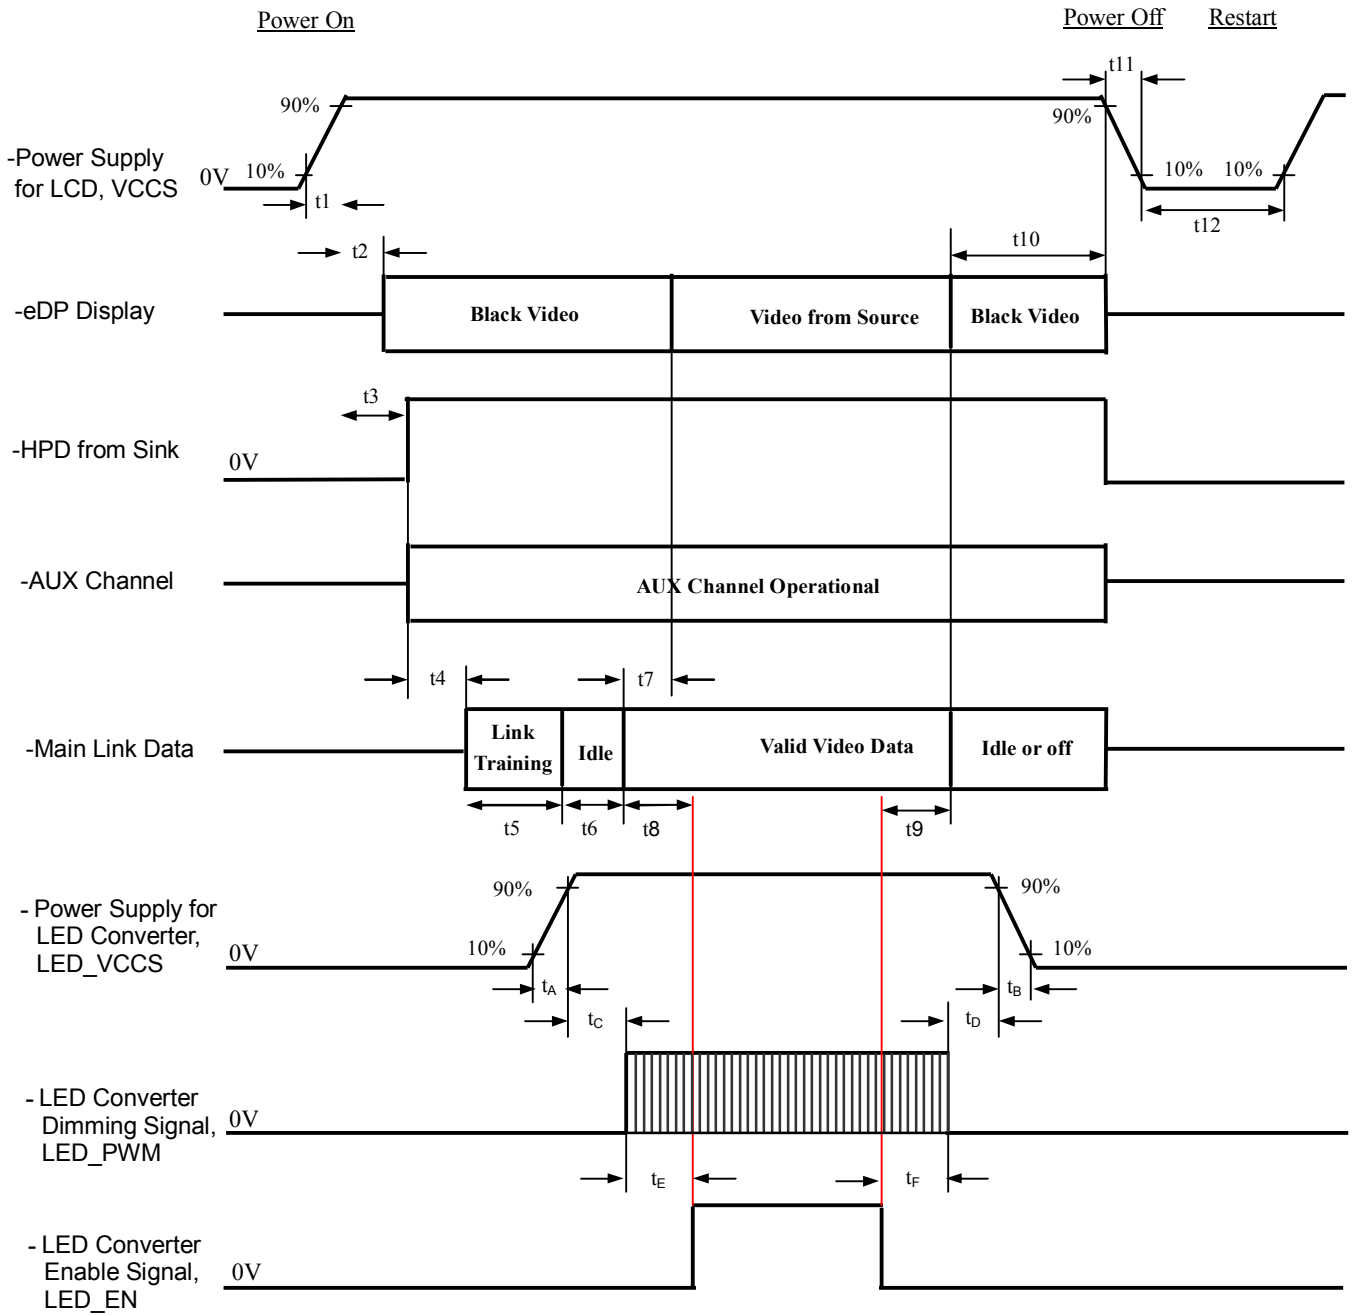 Power On
Power Off
Restart
t11
90%
90%
-Power Supply
for LCD, VCCS
0V
10%
10%
10%
t1
t12
t2
t10
-eDP Display
Black Video
Video from Source
Black Video
t3
-HPD from Sink
0V
-AUX Channel
AUX Channel Operational
t4
t7
-Main Link Data
Link
Training
Idle
Valid Video Data
Idle or off
t5
t6
t8
t9
90%
90%
- Power Supply for
LED Converter,
LED_VCCS
0V
10%
10%
tA
tB
tC
tD
- LED Converter
Dimming Signal,
LED_PWM
0V
tE
tF
- LED Converter
Enable Signal,
LED_EN
0V